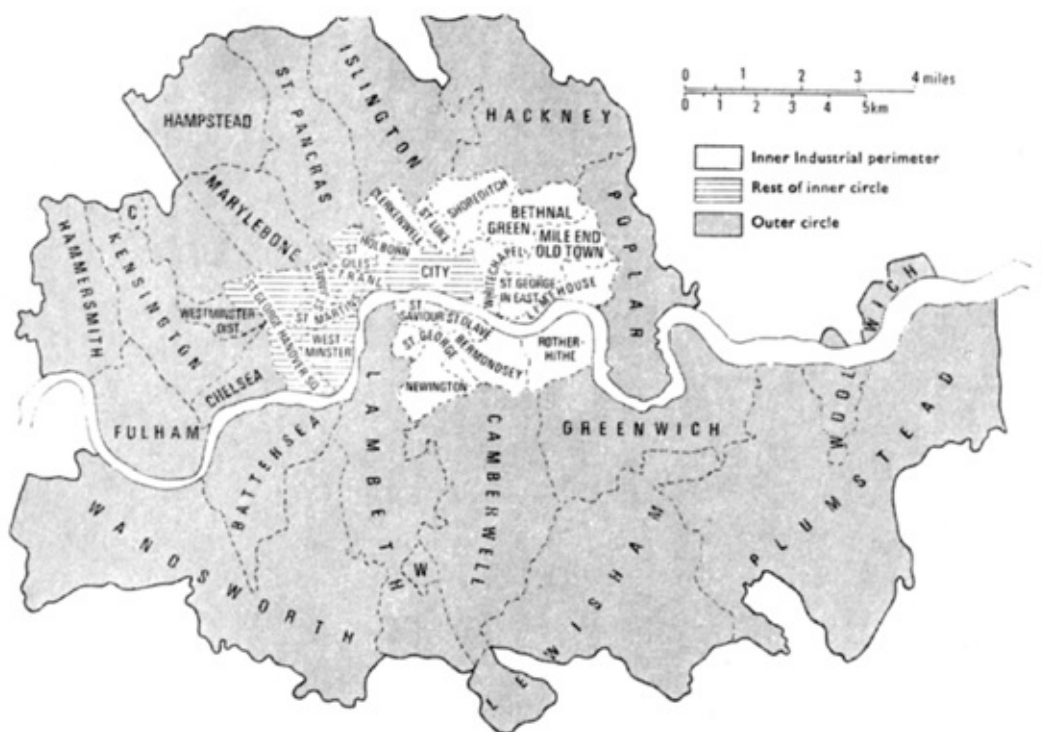 0 1 2 3 4 miles
0 1 2 3 4 5km
Inner Industrial perimeter
Rest of inner circle
Outer circle
HAMPSTEAD
ST. PANCRAS
ISLINGTON
HACKNEY
MARYLEBONE
HAMMERSMITH
C
KENSINGTON
WESTMINSTER
DIST
CHELSEA
FULHAM
CLERKENWELL
ST LUKE
SHOREDITCH
BETHNAL
GREEN
MILE END
OLD TOWN
POPLAR
HOLBORN
ST
GILES
STRAND
ST MARTINS
CITY
WHITECHAPEL
ST GEORGE
IN EAST
LIMEHOUSE
ST GEORGE HANOVER SQ
WEST
MINSTER
ST
SAVIOUR
ST OLAVE
ST GEORGE
BERMONDSEY
ROTHER-
HITHE
NEWINGTON
LAMBETH
BATTERSEA
WANDSWORTH
W
CAMBERWELL
GREENWICH
LEWISHAM
WOOLWICH
PLUMSTEAD